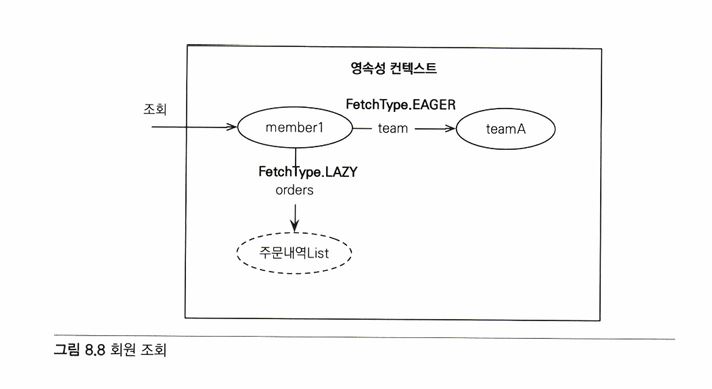 영속성 컨텍스트
FetchType.EAGER
조회
member1
team
teamA
FetchType.LAZY
orders
주문내역List
그림 8.8 회원 조회